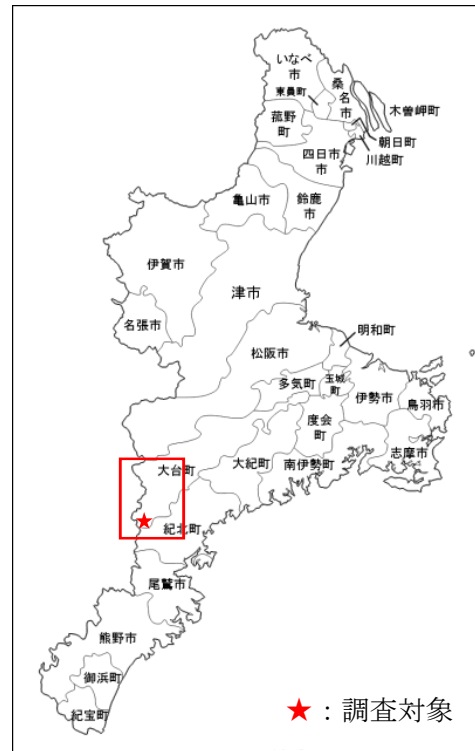 いなべ
市
東員町
桑
名
市
木曽岬町
菰野
町
朝日町
川越町
四日市
市
亀山市
鈴鹿
市
伊賀市
津市
名張市
明和町
松阪市
多気町
玉城
町
伊勢市
鳥羽市
度会
町
志摩市
大台町
大紀町
南伊勢町
紀北町
尾鷲市
熊野市
御浜町
紀宝町
★：調査対象